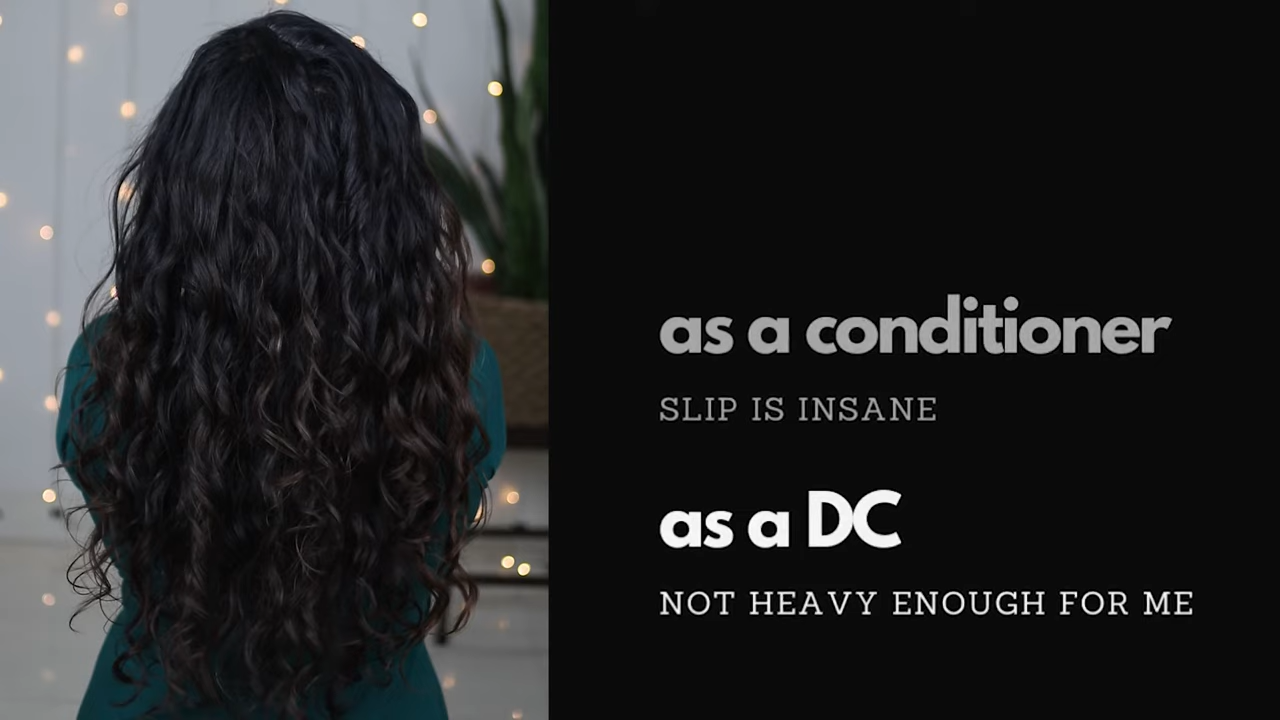 as a conditioner
SLIP IS INSANE
as a DC
NOT HEAVY ENOUGH FOR ME